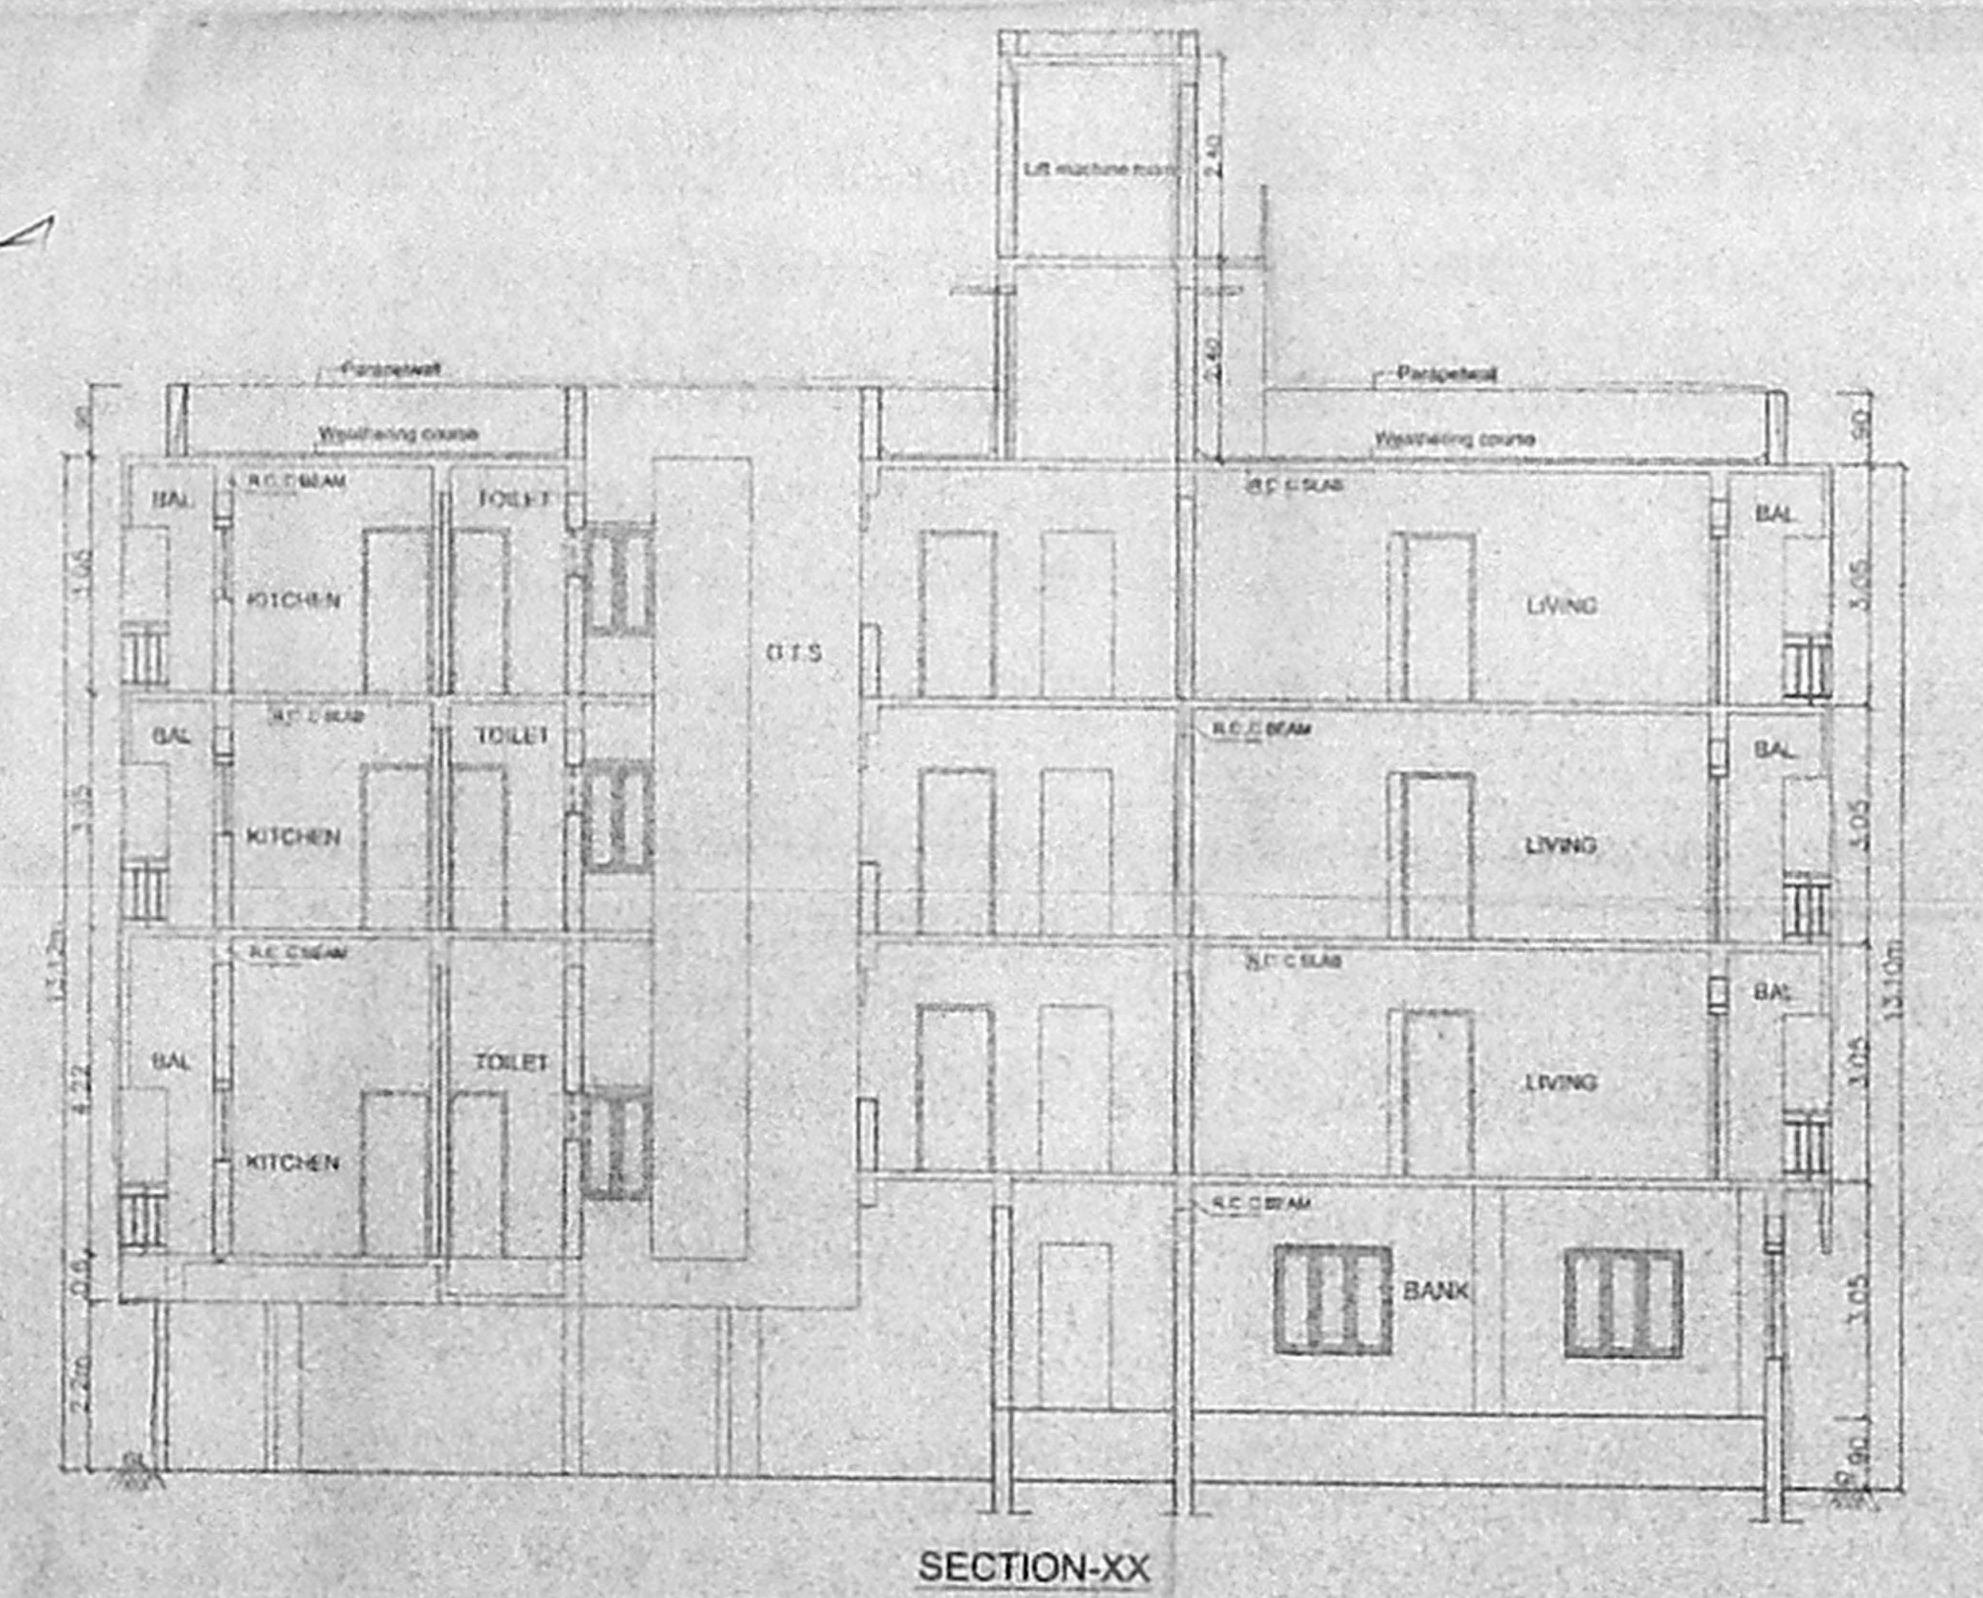 Lift machine room
2.40
2.40
Parapetwall
Parapetwall
90
90
Weathering course
Weathering course
BAL
R.C.C BEAM
TOILET
R.C.C SLAB
BAL
3.05
KITCHEN
LIVING
3.05
O.T.S
BAL
R.C.C SLAB
TOILET
R.C.C BEAM
BAL
3.05
KITCHEN
LIVING
3.05
R.C.C BEAM
R.C.C SLAB
BAL
13.12m
13.10m
BAL
TOILET
4.22
LIVING
3.05
KITCHEN
R.C.C BEAM
0.6
BANK
3.05
2.2m
90
SECTION-XX